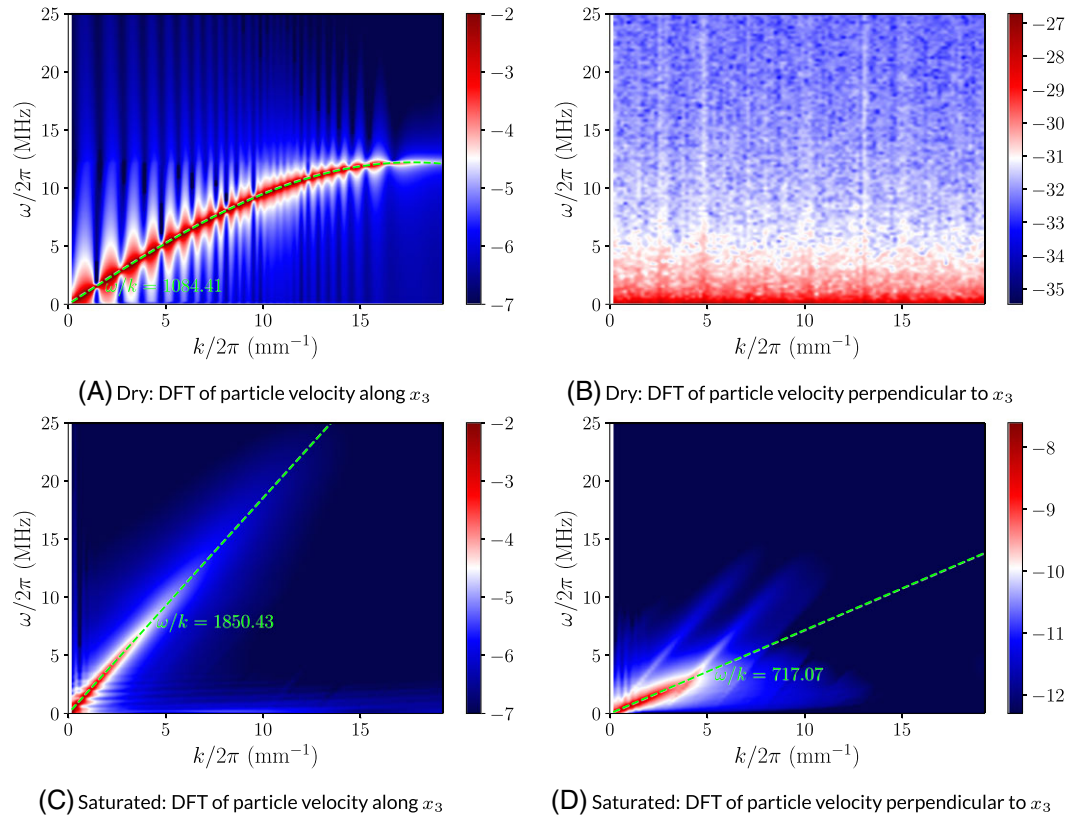 25
20
15
10
5
0
ω/2π (MHz)
ω/k = 1084.41
0 5 10 15
k/2π (mm⁻¹)
−2
−3
−4
−5
−6
−7
(A) Dry: DFT of particle velocity along x₃
25
20
15
10
5
0
ω/2π (MHz)
0 5 10 15
k/2π (mm⁻¹)
−27
−28
−29
−30
−31
−32
−33
−34
−35
(B) Dry: DFT of particle velocity perpendicular to x₃
25
20
15
10
5
0
ω/2π (MHz)
ω/k = 1850.43
0 5 10 15
k/2π (mm⁻¹)
−2
−3
−4
−5
−6
−7
(C) Saturated: DFT of particle velocity along x₃
25
20
15
10
5
0
ω/2π (MHz)
ω/k = 717.07
0 5 10 15
k/2π (mm⁻¹)
−8
−9
−10
−11
−12
(D) Saturated: DFT of particle velocity perpendicular to x₃